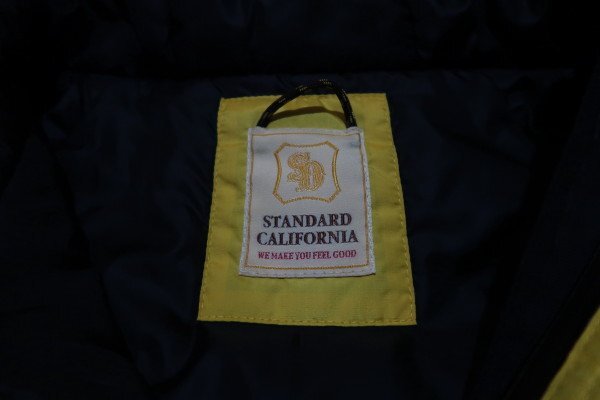 SD
STANDARD
CALIFORNIA
WE MAKE YOU FEEL GOOD